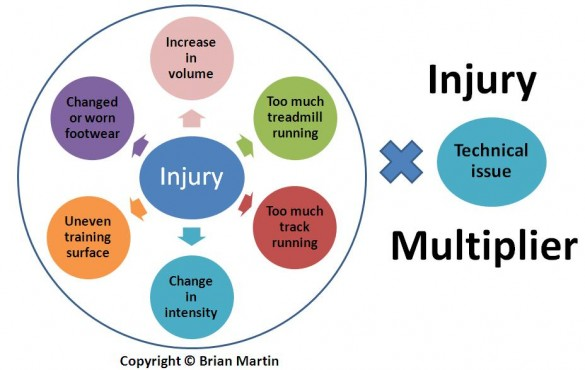 Increase
in
volume
Too much
treadmill
running
Too much
track
running
Change
in
intensity
Uneven
training
surface
Changed
or worn
footwear
Injury
Injury
Technical
issue
Multiplier
Copyright © Brian Martin